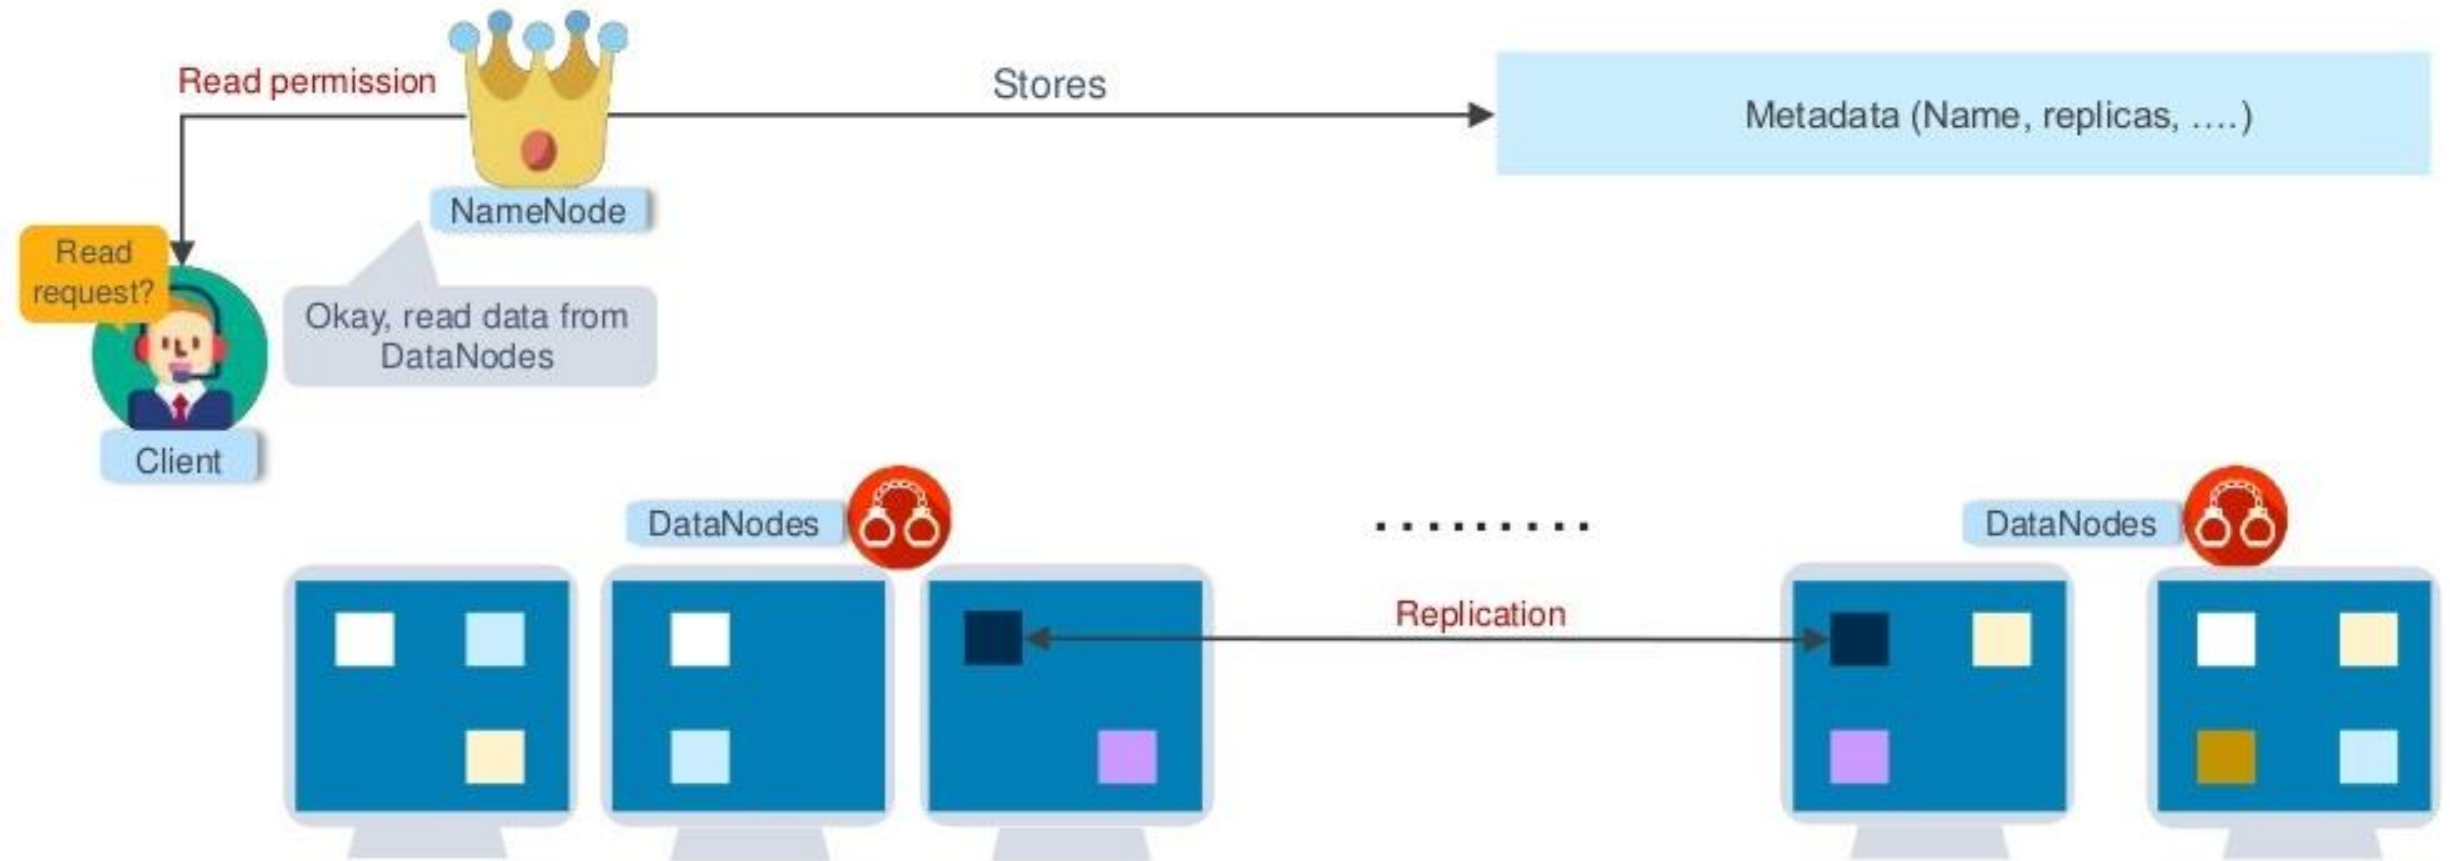 Read permission
Stores
Metadata (Name, replicas, ....)
NameNode
Read
request?
Okay, read data from
DataNodes
Client
DataNodes
.........
DataNodes
Replication